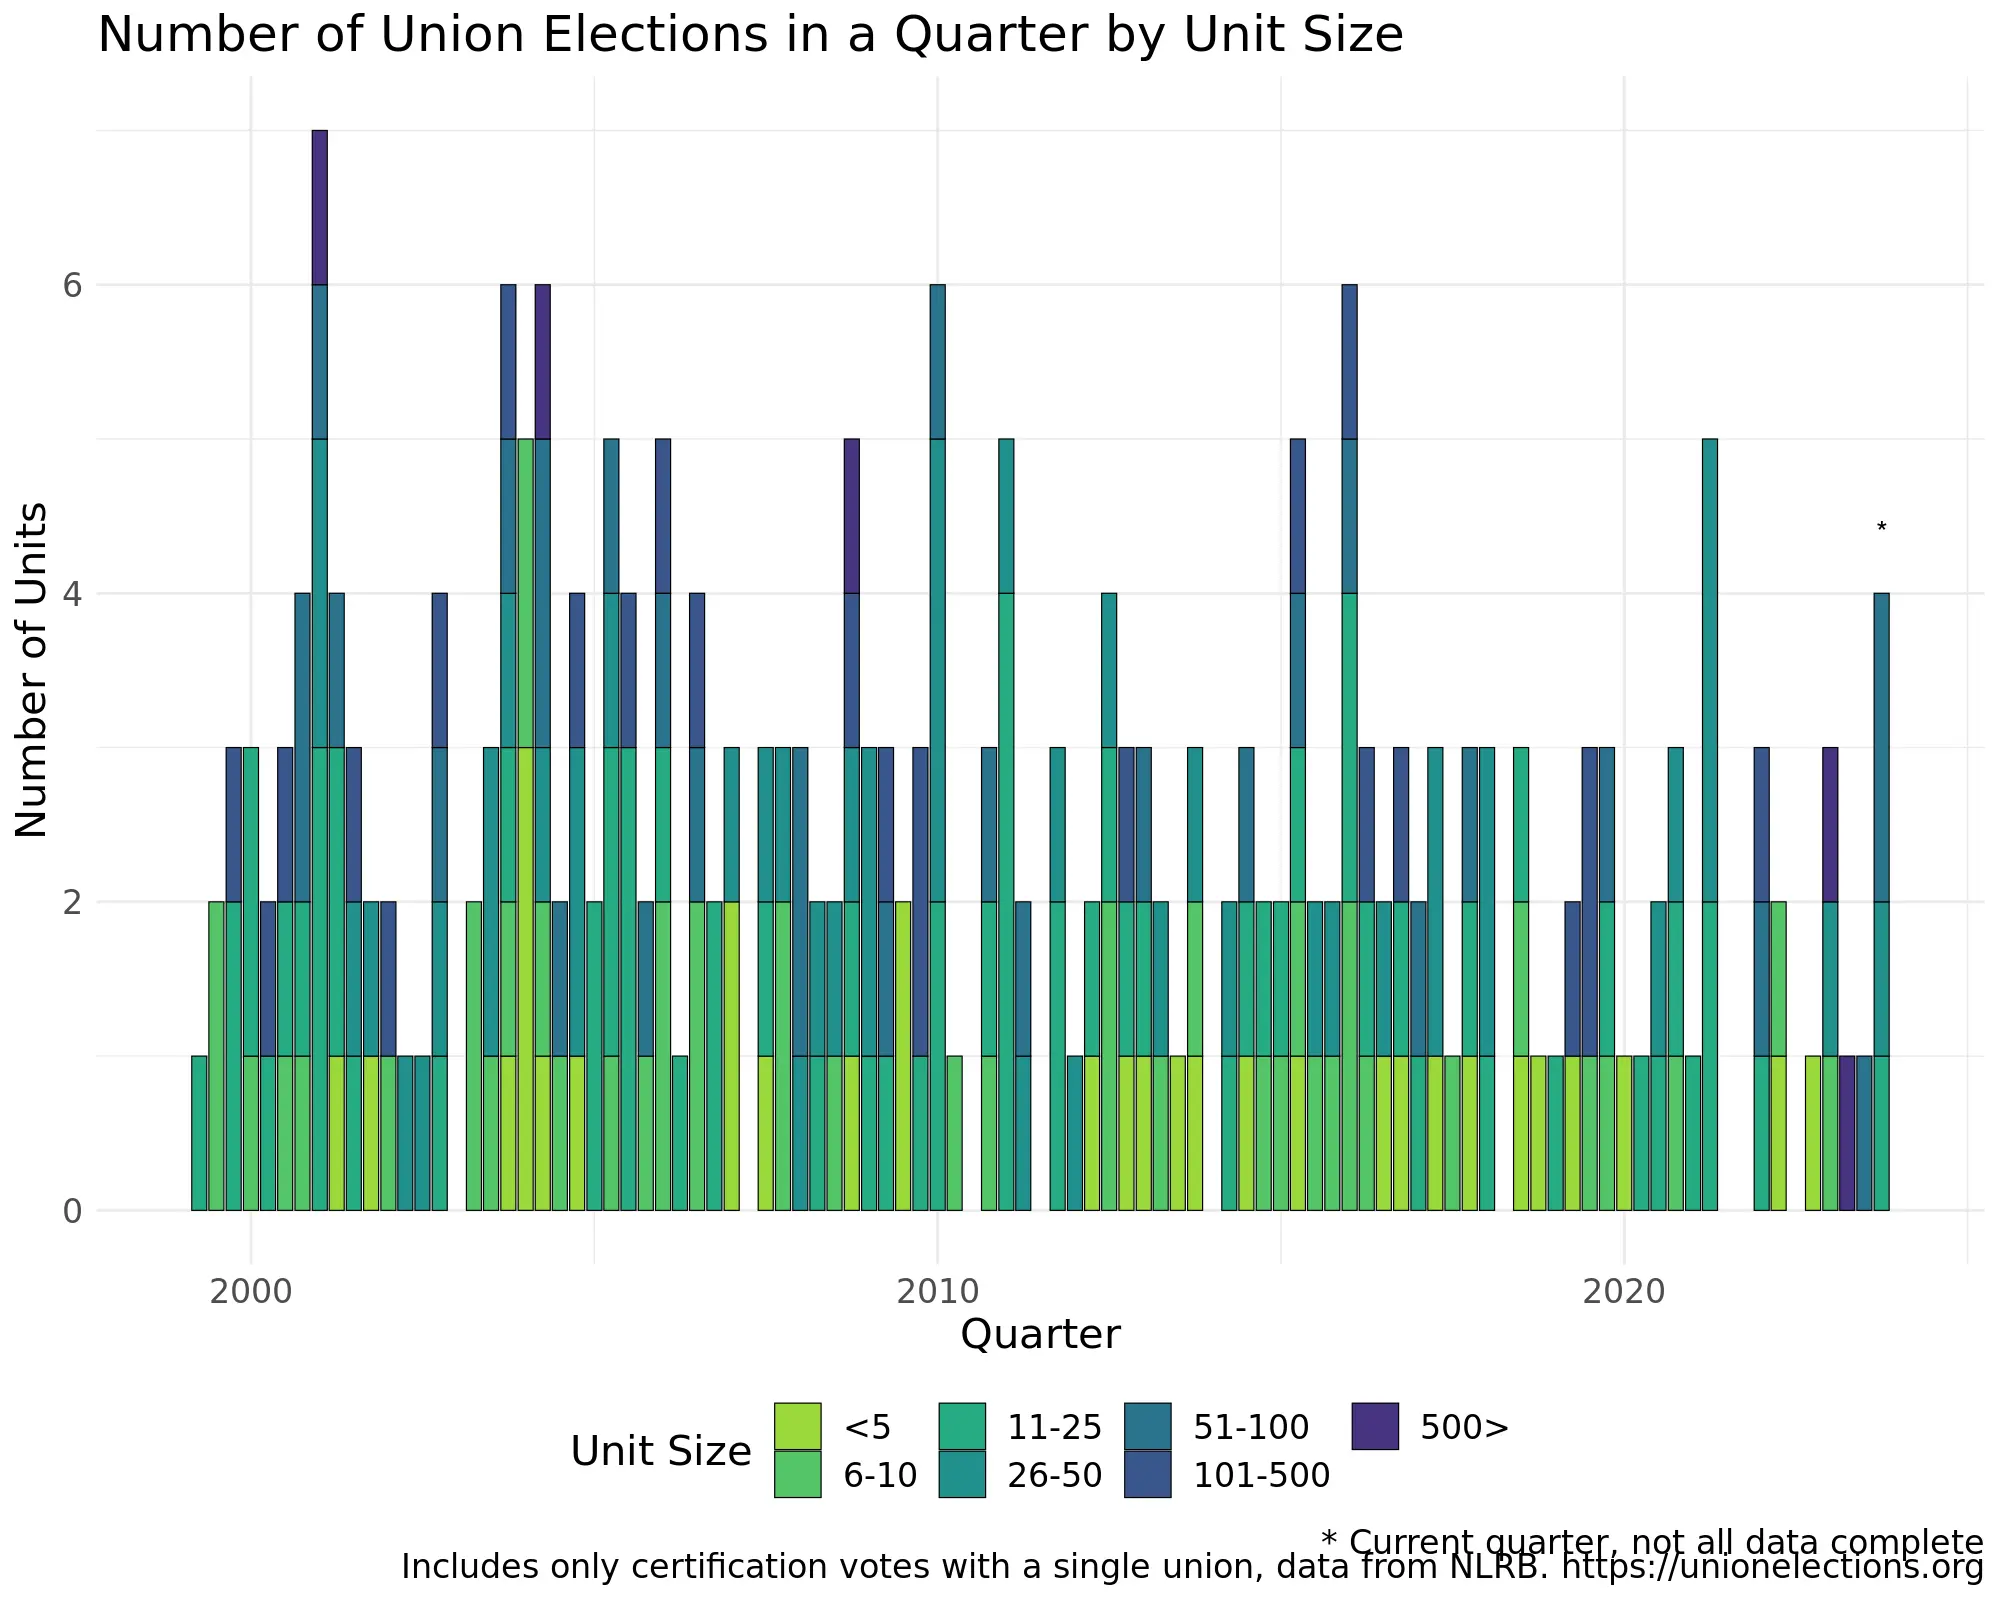 Number of Union Elections in a Quarter by Unit Size
Number of Units
6
4
2
0
*
2000 2010 2020
Quarter
Unit Size
<5 11-25 51-100 500>
6-10 26-50 101-500
* Current quarter, not all data complete
Includes only certification votes with a single union, data from NLRB. https://unionelections.org